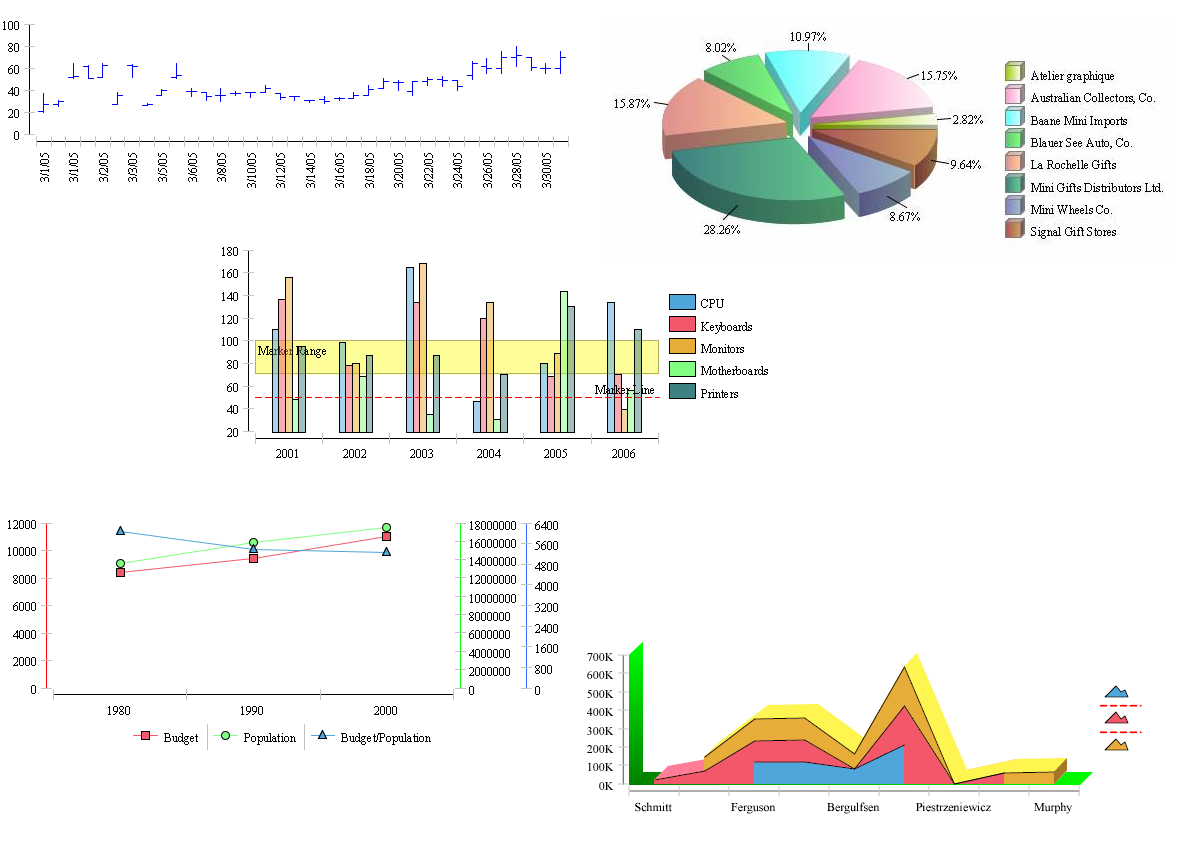 100
80
60
40
20
0
3/1/05
3/1/05
3/2/05
3/3/05
3/5/05
3/6/05
3/8/05
3/10/05
3/12/05
3/14/05
3/16/05
3/18/05
3/20/05
3/22/05
3/24/05
3/26/05
3/28/05
3/30/05
10.97%
8.02%
15.75%
15.87%
2.82%
9.64%
8.67%
28.26%
Atelier graphique
Australian Collectors, Co.
Baane Mini Imports
Blauer See Auto, Co.
La Rochelle Gifts
Mini Gifts Distributors Ltd.
Mini Wheels Co.
Signal Gift Stores
180
160
140
120
100
80
60
40
20
Marker Range
Marker Line
2001 2002 2003 2004 2005 2006
CPU
Keyboards
Monitors
Motherboards
Printers
12000
10000
8000
6000
4000
2000
0
18000000
16000000
14000000
12000000
10000000
8000000
6000000
4000000
2000000
0
6400
5600
4800
4000
3200
2400
1600
800
0
1980 1990 2000
Budget Population Budget/Population
700K
600K
500K
400K
300K
200K
100K
0K
Schmitt Ferguson Bergulfsen Piestrzeniewicz Murphy